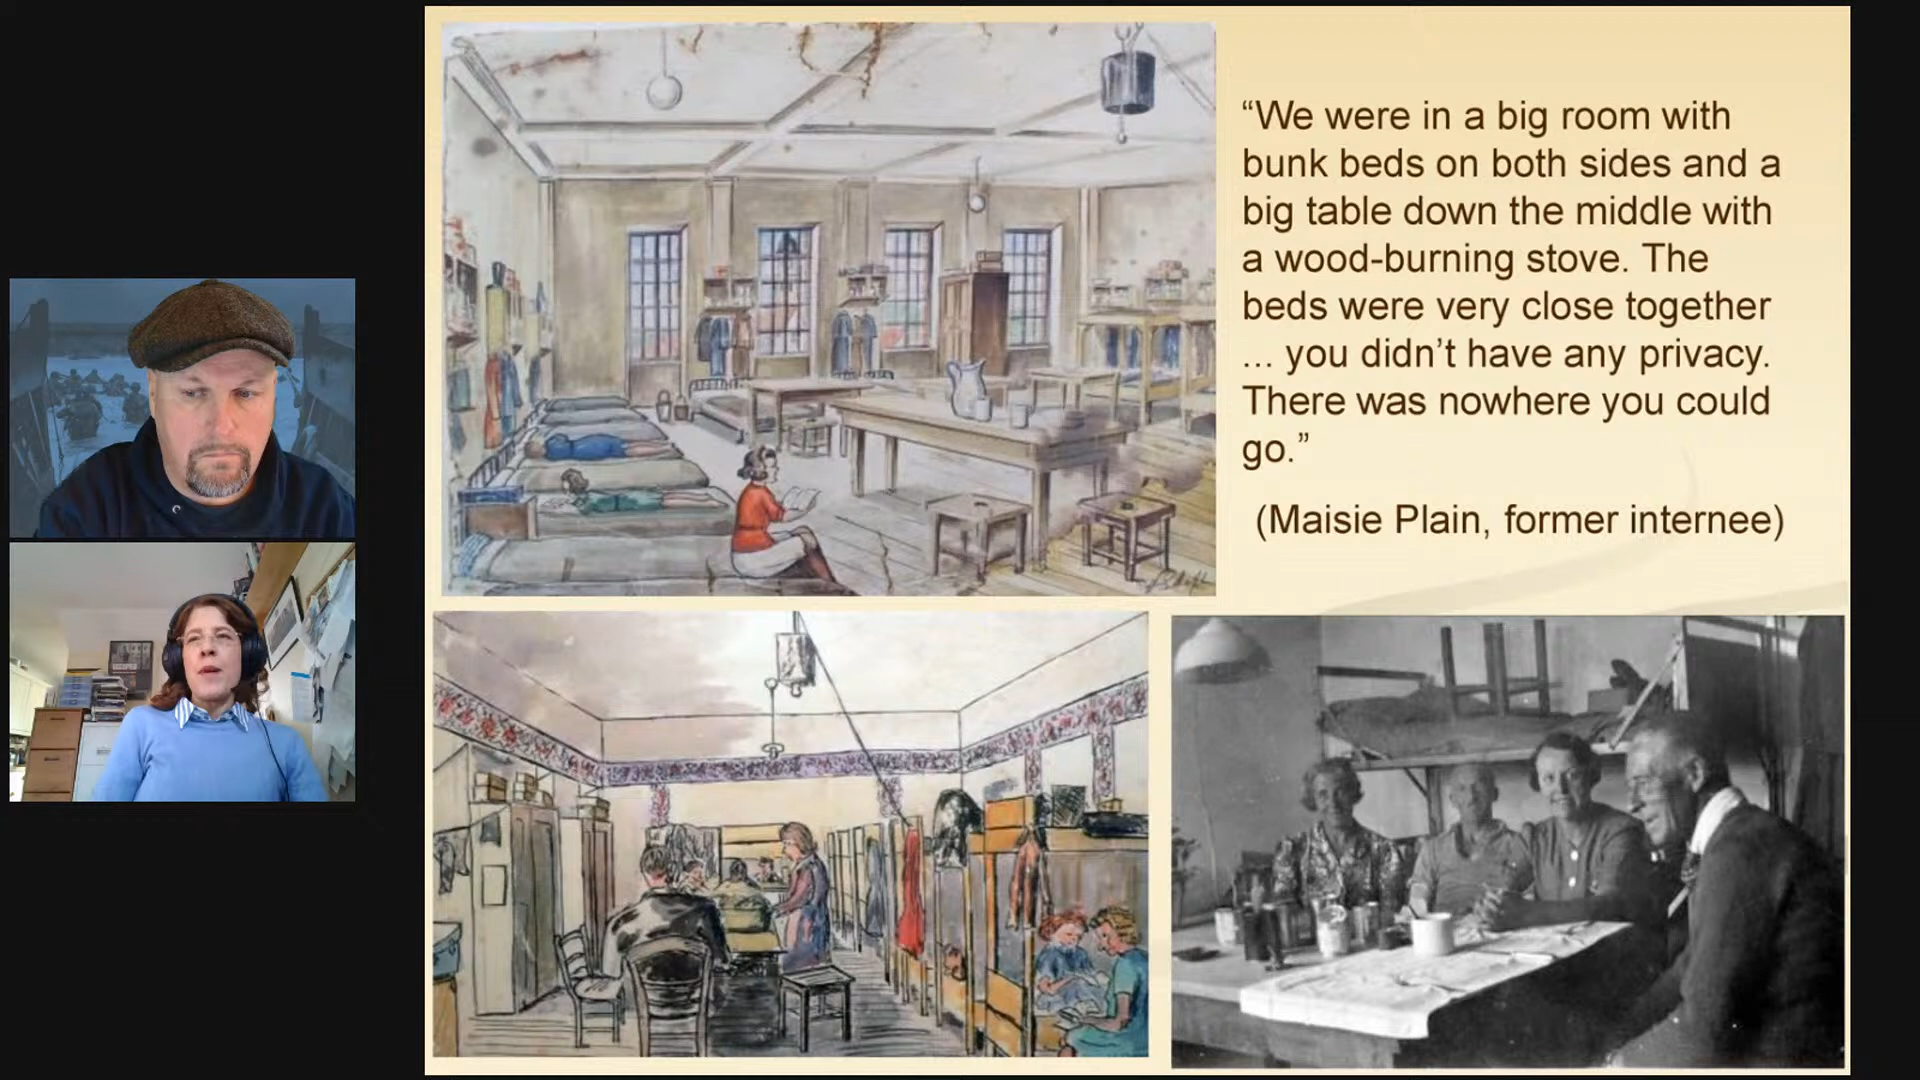 “We were in a big room with
bunk beds on both sides and a
big table down the middle with
a wood-burning stove. The
beds were very close together
... you didn’t have any privacy.
There was nowhere you could
go.”
(Maisie Plain, former internee)